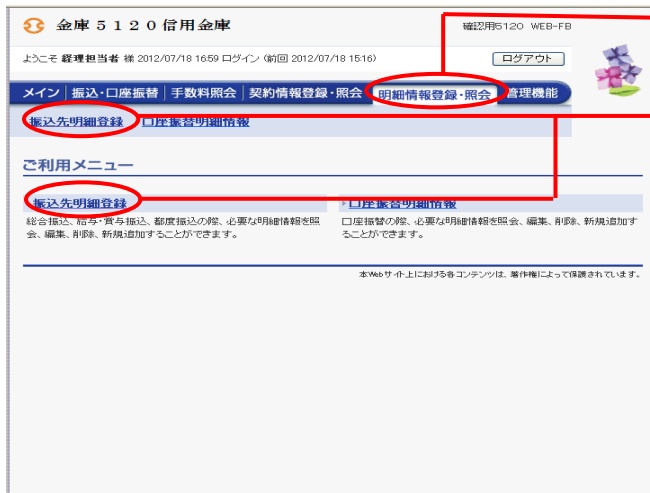 金庫5120信用金庫
確認用5120 WEB-FB
ようこそ 経理担当者 様 2012/07/18 1659 ログイン (前回 2012/07/18 15:16)
ログアウト
メイン 振込・口座振替 手数料照会 契約情報登録・照会 明細情報登録・照会 管理機能
振込先明細登録 口座振替明細情報
ご利用メニュー
振込先明細登録 口座振替明細情報
総合振込、給与・賞与振込、都度振込の際、必要な明細情報を照会、編集、削除、新規追加することができます。
口座振替の際、必要な明細情報を照会、編集、削除、新規追加することができます。
本Webサイト上における各コンテンツは、著作権によって保護されています。